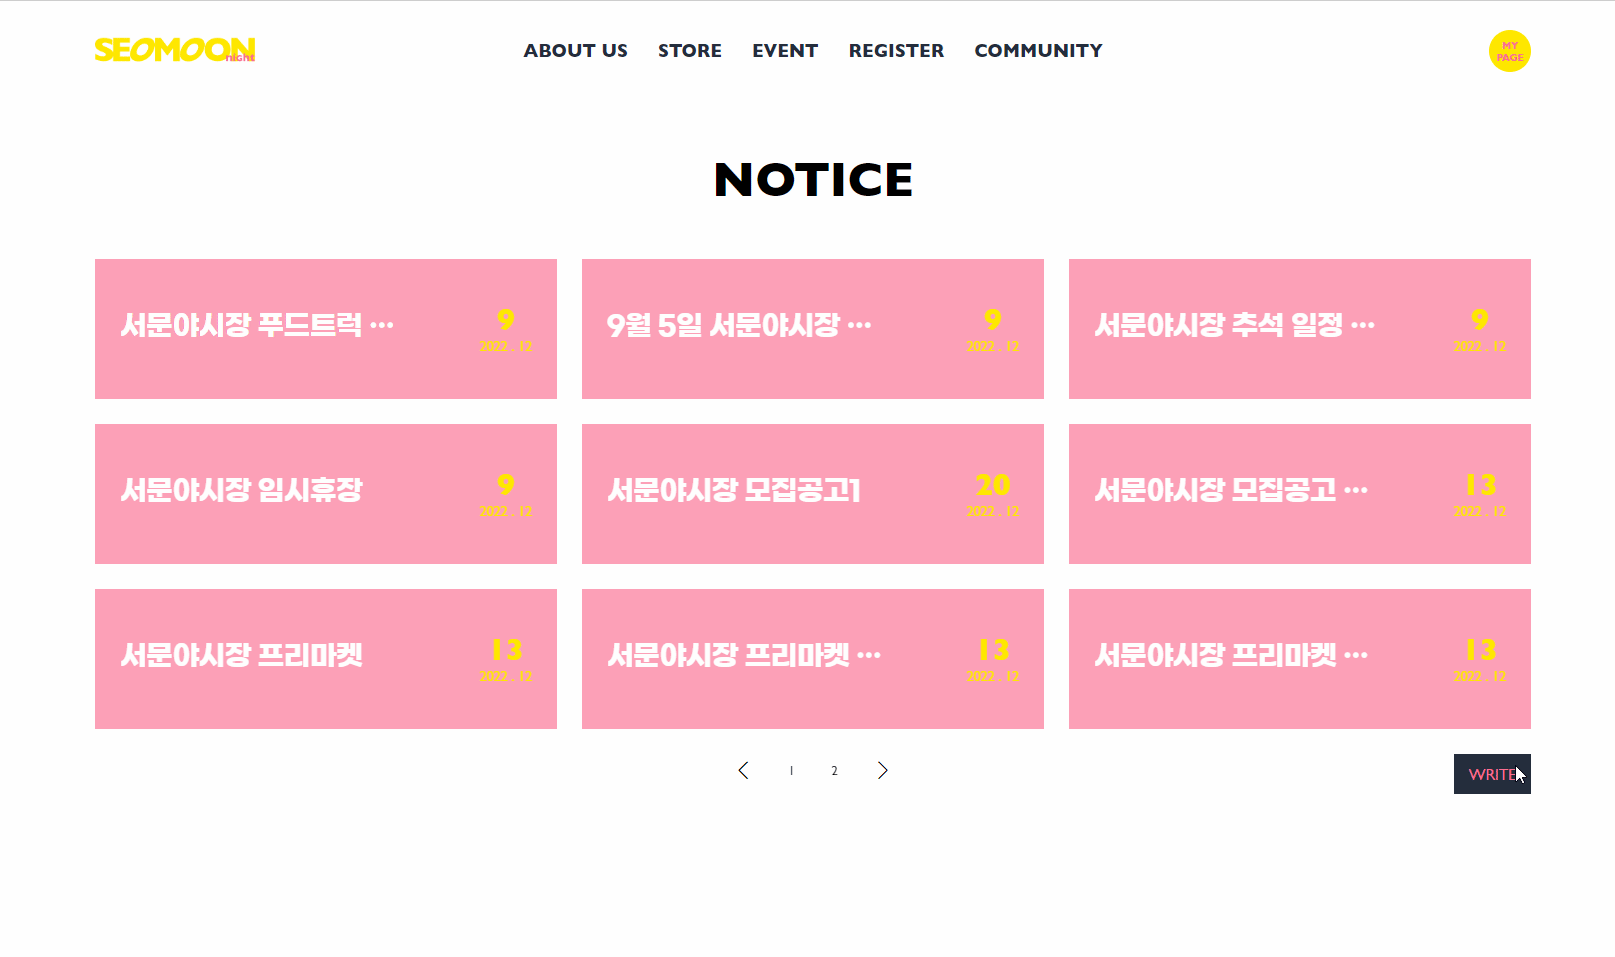 SEOMOON
night
ABOUT US STORE EVENT REGISTER COMMUNITY
MY
PAGE
NOTICE
서문야시장 푸드트럭 ···
9
2022 . 12
9월 5일 서문야시장 ···
9
2022 . 12
서문야시장 추석 일정 ···
9
2022 . 12
서문야시장 임시휴장
9
2022 . 12
서문야시장 모집공고1
20
2022 . 12
서문야시장 모집공고 ···
13
2022 . 12
서문야시장 프리마켓
13
2022 . 12
서문야시장 프리마켓 ···
13
2022 . 12
서문야시장 프리마켓 ···
13
2022 . 12
1 2
WRITE